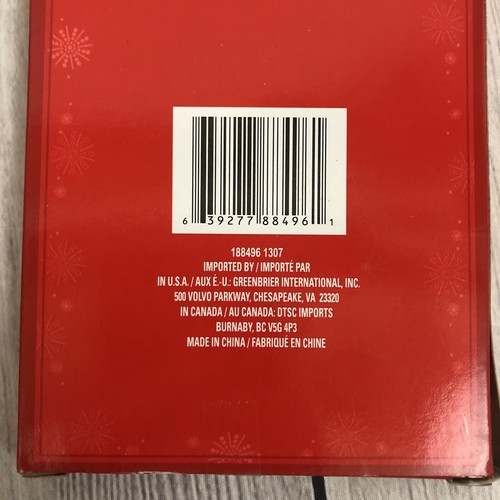 6 39277 88496 1
188496 1307
IMPORTED BY / IMPORTÉ PAR
IN U.S.A. / AUX É.-U.: GREENBRIER INTERNATIONAL, INC.
500 VOLVO PARKWAY, CHESAPEAKE, VA 23320
IN CANADA / AU CANADA: DTSC IMPORTS
BURNABY, BC V5G 4P3
MADE IN CHINA / FABRIQUÉ EN CHINE